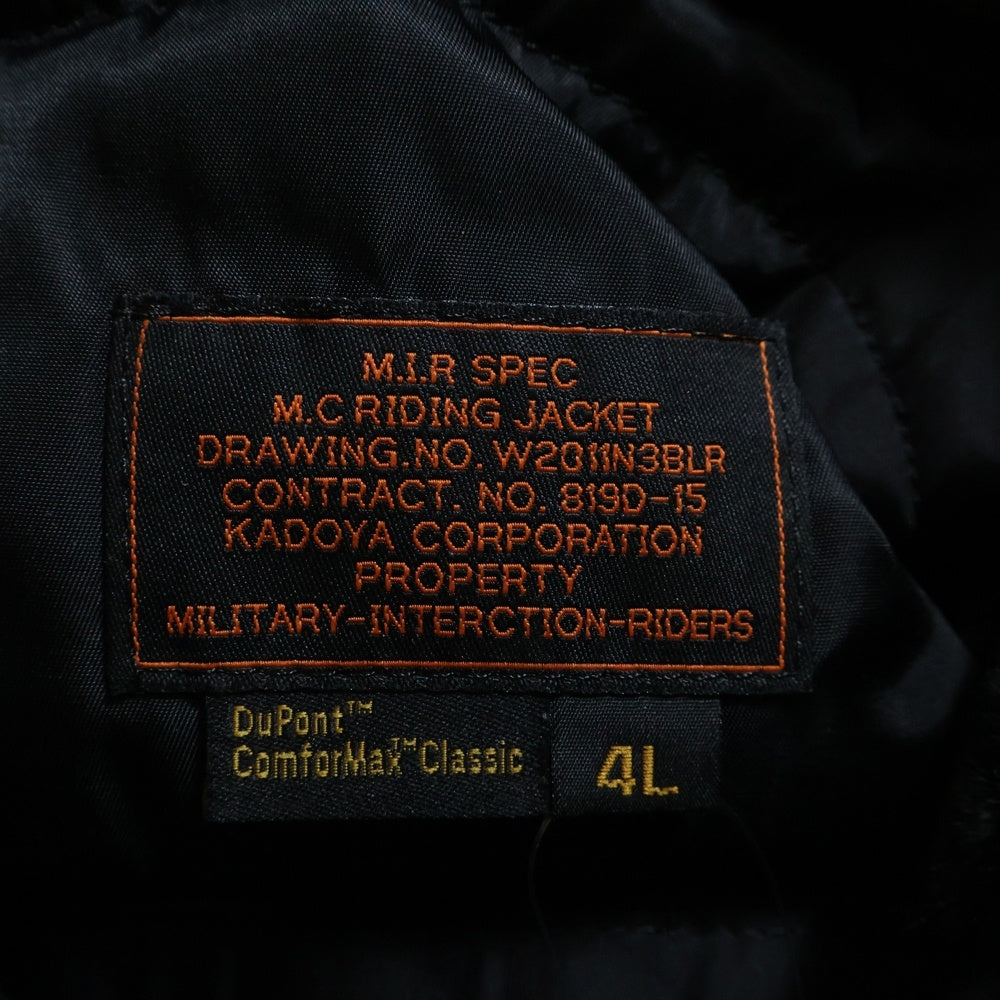 M.I.R SPEC
M.C RIDING JACKET
DRAWING.NO. W2011N3BLR
CONTRACT. NO. 819D-15
KADOYA CORPORATION
PROPERTY
MILITARY-INTERCTION-RIDERS
DuPont™
ComforMax™ Classic
4L